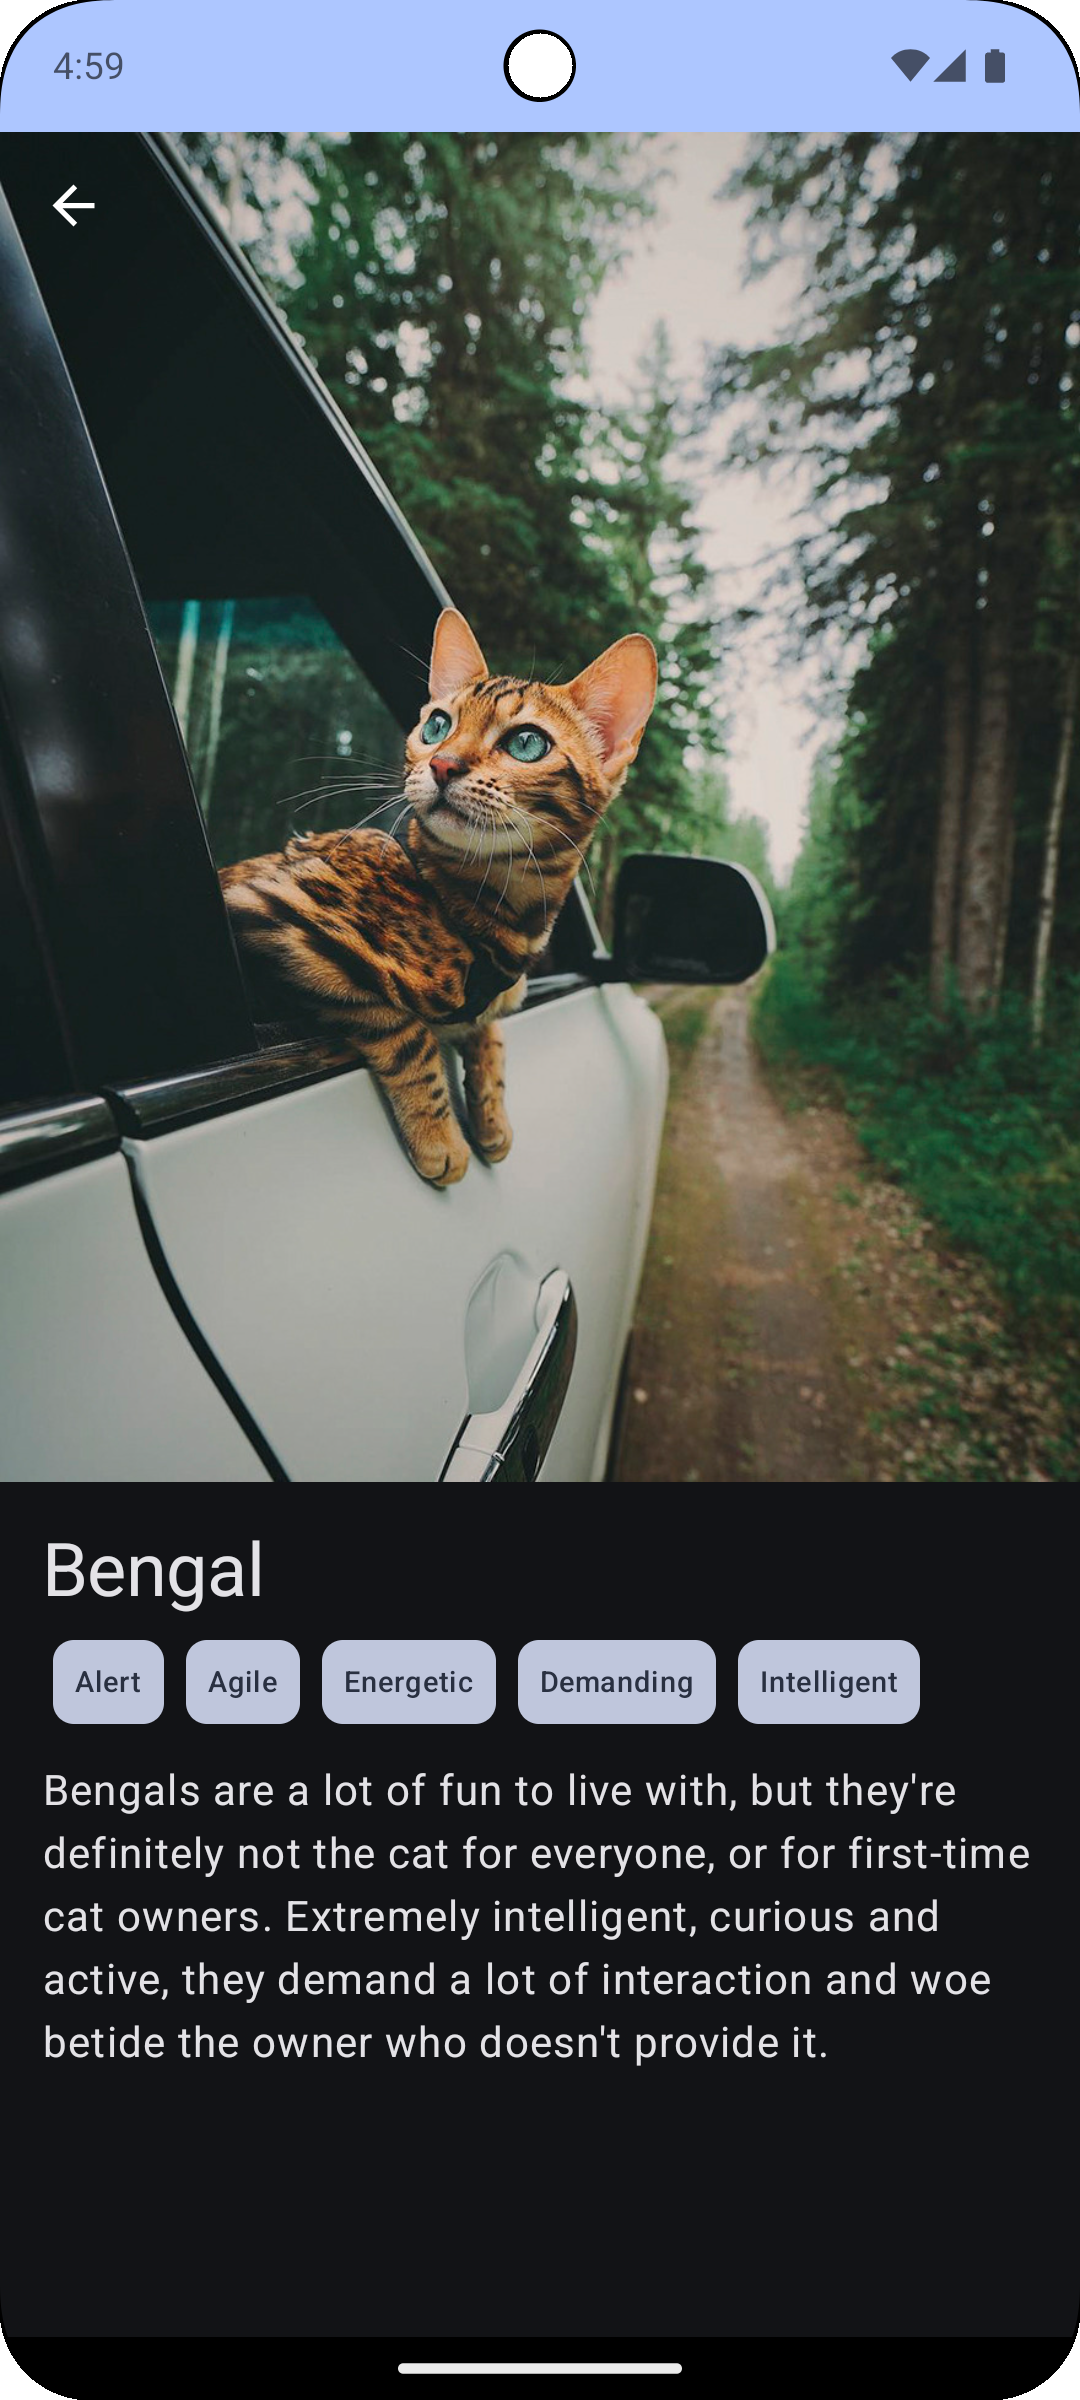 4:59
Bengal
Alert Agile Energetic Demanding Intelligent
Bengals are a lot of fun to live with, but they're
definitely not the cat for everyone, or for first-time
cat owners. Extremely intelligent, curious and
active, they demand a lot of interaction and woe
betide the owner who doesn't provide it.